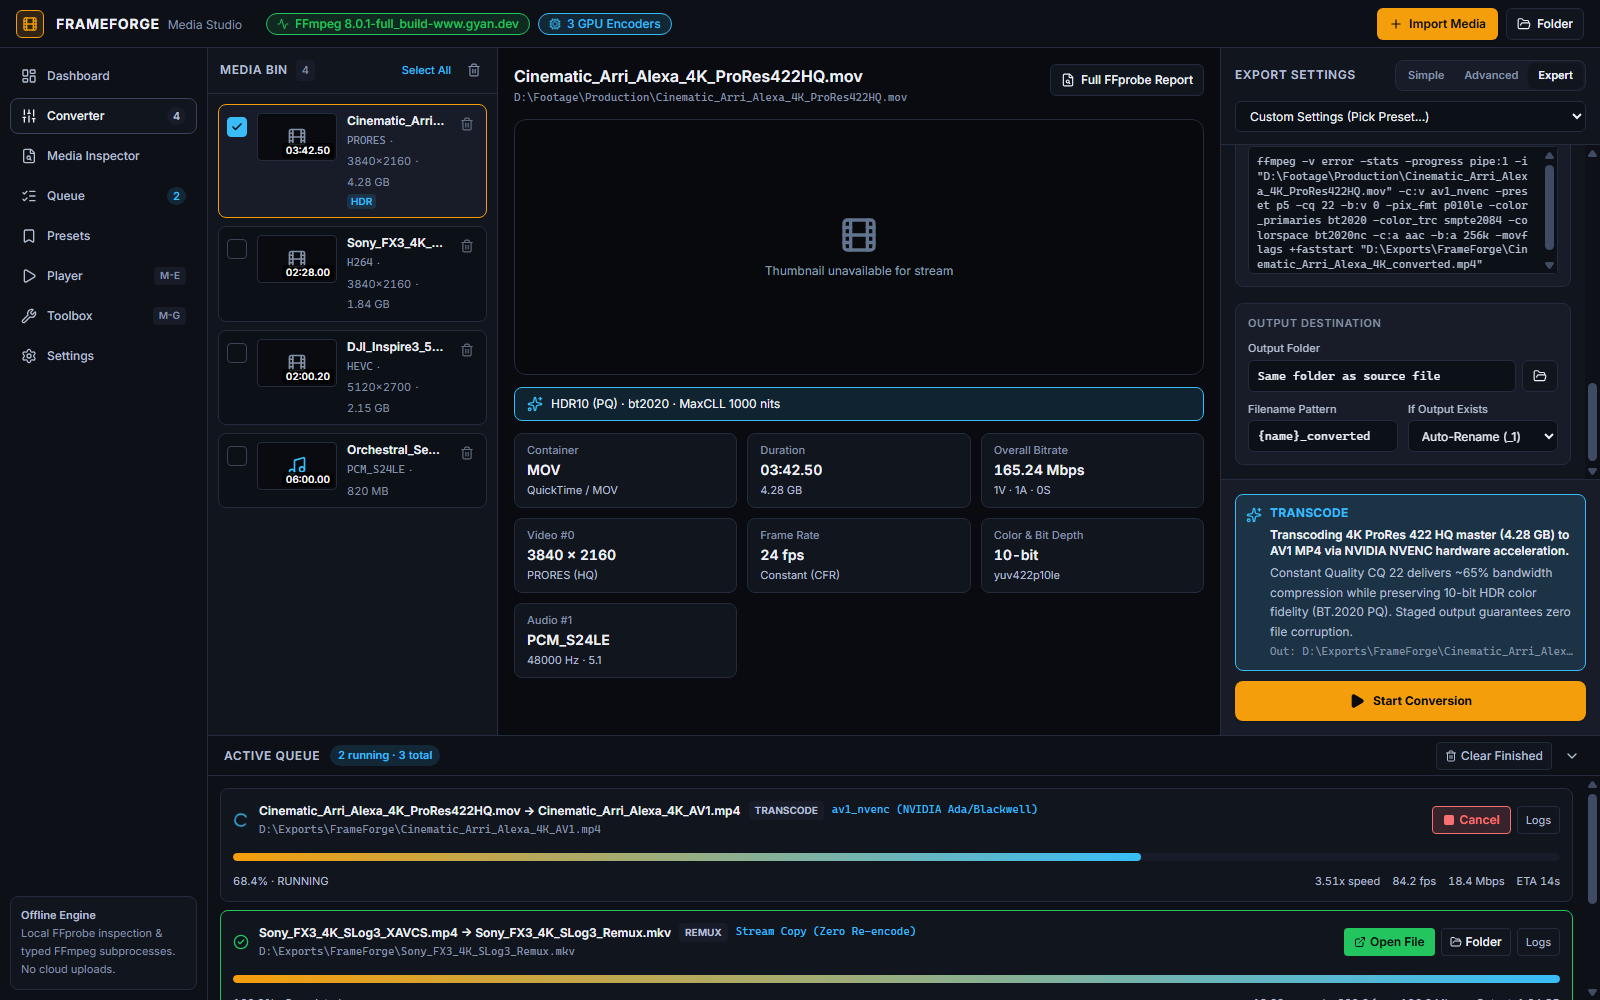 FRAMEFORGE Media Studio
FFmpeg 8.0.1-full_build-www.gyan.dev
3 GPU Encoders
Import Media
Folder
Dashboard
Converter 4
Media Inspector
Queue 2
Presets
Player M-E
Toolbox M-G
Settings
Offline Engine
Local FFprobe inspection &
typed FFmpeg subprocesses.
No cloud uploads.
MEDIA BIN 4
Select All
03:42.50
Cinematic_Arri...
PRORES ·
3840×2160 ·
4.28 GB
HDR
02:28.00
Sony_FX3_4K_...
H264 ·
3840×2160 ·
1.84 GB
02:00.20
DJI_Inspire3_5...
HEVC ·
5120×2700 ·
2.15 GB
06:00.00
Orchestral_Se...
PCM_S24LE ·
820 MB
Cinematic_Arri_Alexa_4K_ProRes422HQ.mov
D:\Footage\Production\Cinematic_Arri_Alexa_4K_ProRes422HQ.mov
Full FFprobe Report
Thumbnail unavailable for stream
HDR10 (PQ) · bt2020 · MaxCLL 1000 nits
Container
MOV
QuickTime / MOV
Duration
03:42.50
4.28 GB
Overall Bitrate
165.24 Mbps
1V · 1A · 0S
Video #0
3840 × 2160
PRORES (HQ)
Frame Rate
24 fps
Constant (CFR)
Color & Bit Depth
10-bit
yuv422p10le
Audio #1
PCM_S24LE
48000 Hz · 5.1
EXPORT SETTINGS
Simple
Advanced
Expert
Custom Settings (Pick Preset...)
ffmpeg -v error -stats -progress pipe:1 -i
"D:\Footage\Production\Cinematic_Arri_Alex
a_4K_ProRes422HQ.mov" -c:v av1_nvenc -pres
et p5 -cq 22 -b:v 0 -pix_fmt p010le -color
_primaries bt2020 -color_trc smpte2084 -co
lorspace bt2020nc -c:a aac -b:a 256k -movf
lags +faststart "D:\Exports\FrameForge\Cin
ematic_Arri_Alexa_4K_converted.mp4"
OUTPUT DESTINATION
Output Folder
Same folder as source file
Filename Pattern
If Output Exists
{name}_converted
Auto-Rename (_1)
TRANSCODE
Transcoding 4K ProRes 422 HQ master (4.28 GB) to
AV1 MP4 via NVIDIA NVENC hardware acceleration.
Constant Quality CQ 22 delivers ~65% bandwidth
compression while preserving 10-bit HDR color
fidelity (BT.2020 PQ). Staged output guarantees zero
file corruption.
Out: D:\Exports\FrameForge\Cinematic_Arri_Alex…
Start Conversion
ACTIVE QUEUE
2 running · 3 total
Clear Finished
Cinematic_Arri_Alexa_4K_ProRes422HQ.mov → Cinematic_Arri_Alexa_4K_AV1.mp4 TRANSCODE av1_nvenc (NVIDIA Ada/Blackwell)
D:\Exports\FrameForge\Cinematic_Arri_Alexa_4K_AV1.mp4
Cancel
Logs
68.4% · RUNNING
3.51x speed 84.2 fps 18.4 Mbps ETA 14s
Sony_FX3_4K_SLog3_XAVCS.mp4 → Sony_FX3_4K_SLog3_Remux.mkv REMUX Stream Copy (Zero Re-encode)
D:\Exports\FrameForge\Sony_FX3_4K_SLog3_Remux.mkv
Open File
Folder
Logs